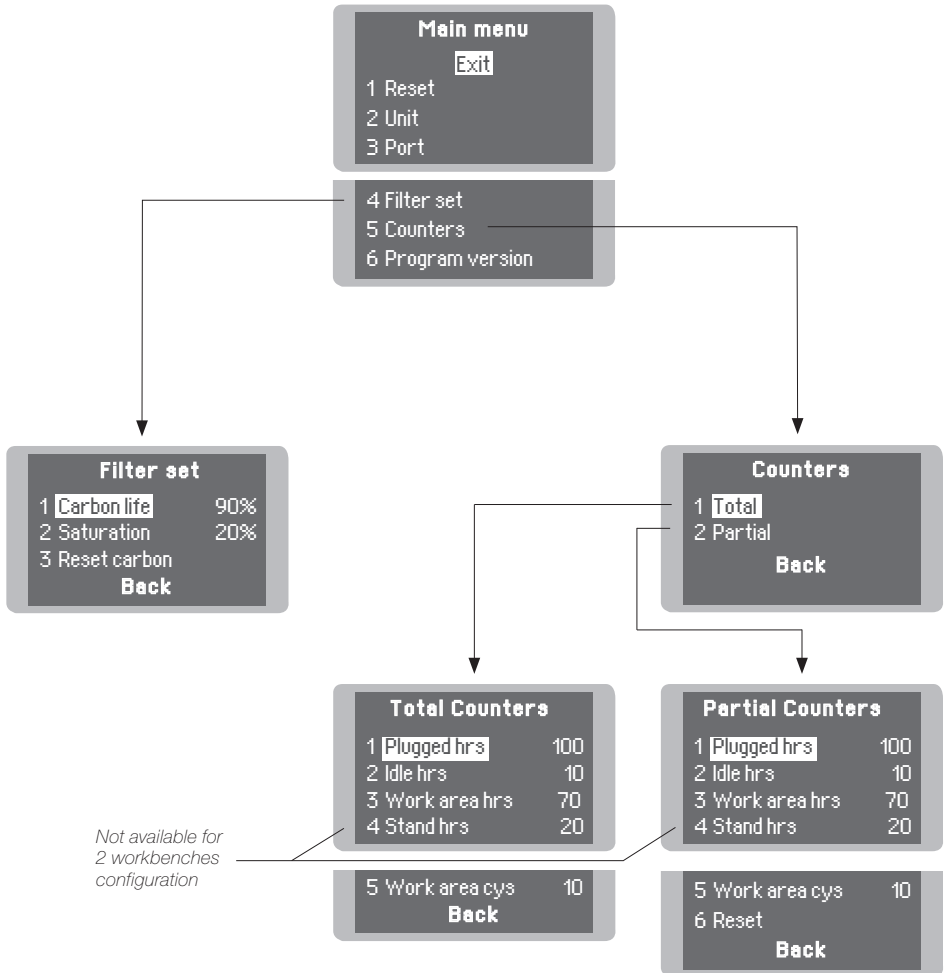 Main menu
Exit
1 Reset
2 Unit
3 Port
4 Filter set
5 Counters
6 Program version
Filter set
1 Carbon life 90%
2 Saturation 20%
3 Reset carbon
Back
Counters
1 Total
2 Partial
Back
Total Counters
1 Plugged hrs 100
2 Idle hrs 10
3 Work area hrs 70
4 Stand hrs 20
5 Work area cys 10
Back
Partial Counters
1 Plugged hrs 100
2 Idle hrs 10
3 Work area hrs 70
4 Stand hrs 20
5 Work area cys 10
6 Reset
Back
Not available for
2 workbenches
configuration